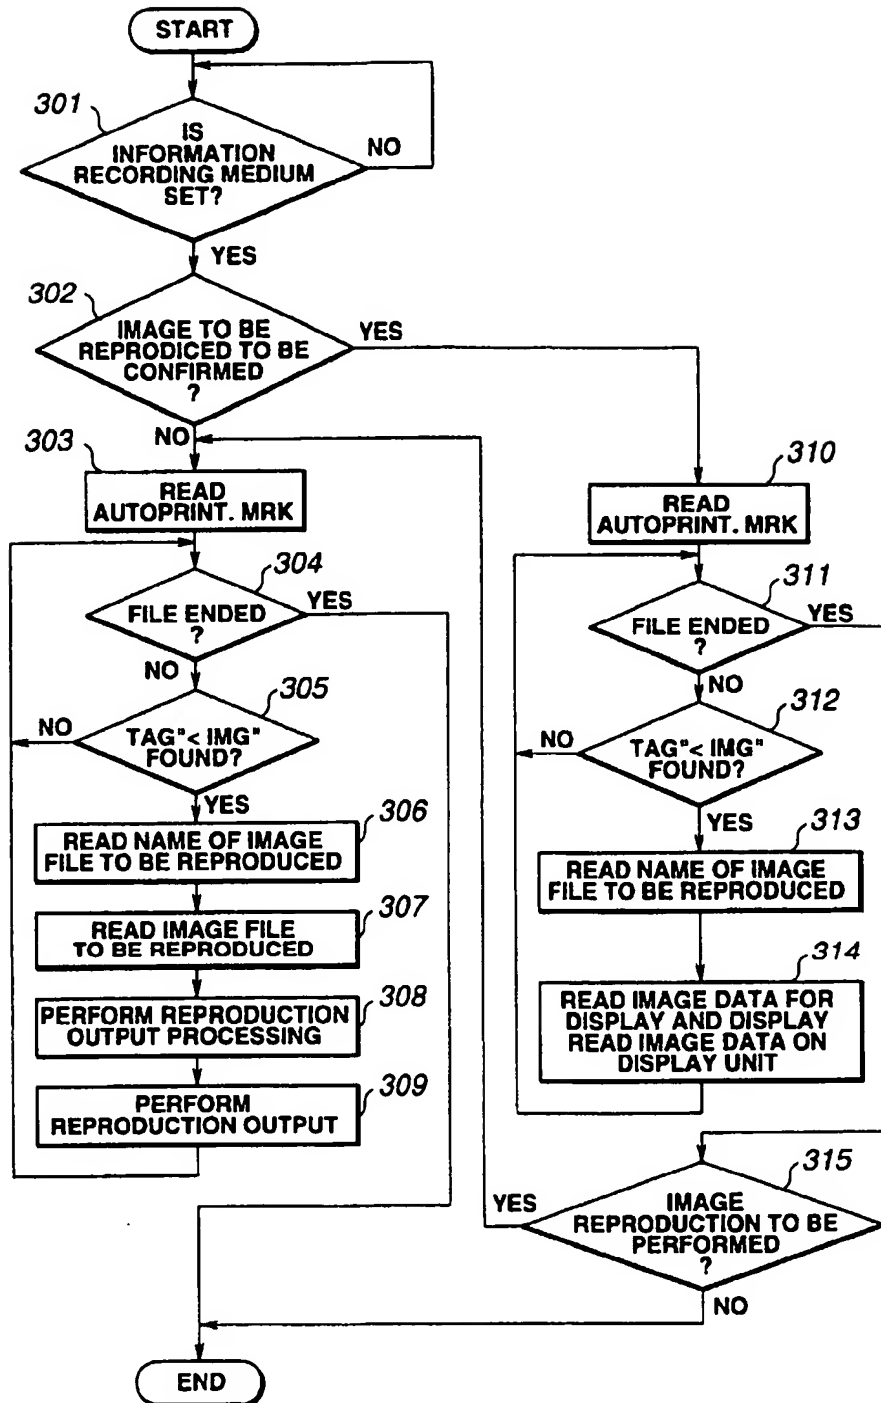 START
301
IS
INFORMATION
RECORDING MEDIUM
SET?
NO
YES
302
IMAGE TO BE
REPRODICED TO BE
CONFIRMED
?
YES
NO
303
READ
AUTOPRINT. MRK
304
FILE ENDED
?
YES
NO
305
TAG"< IMG"
FOUND?
NO
YES
306
READ NAME OF IMAGE
FILE TO BE REPRODUCED
307
READ IMAGE FILE
TO BE REPRODUCED
308
PERFORM REPRODUCTION
OUTPUT PROCESSING
309
PERFORM
REPRODUCTION OUTPUT
310
READ
AUTOPRINT. MRK
311
FILE ENDED
?
YES
NO
312
TAG"< IMG"
FOUND?
NO
YES
313
READ NAME OF IMAGE
FILE TO BE REPRODUCED
314
READ IMAGE DATA FOR
DISPLAY AND DISPLAY
READ IMAGE DATA ON
DISPLAY UNIT
315
IMAGE
REPRODUCTION TO BE
PERFORMED
?
YES
NO
END